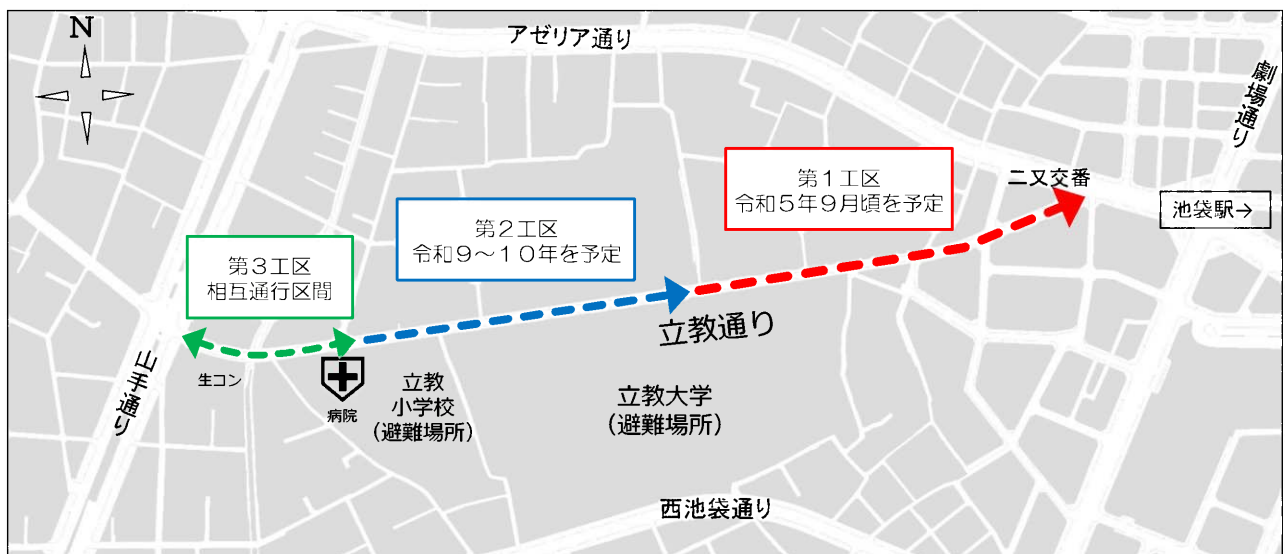 N
アゼリア通り
劇場通り
第1工区
令和5年9月頃を予定
二又交番
池袋駅→
第2工区
令和9～10年を予定
第3工区
相互通行区間
立教通り
山手通り
生コン
病院
立教
小学校
(避難場所)
立教大学
(避難場所)
西池袋通り